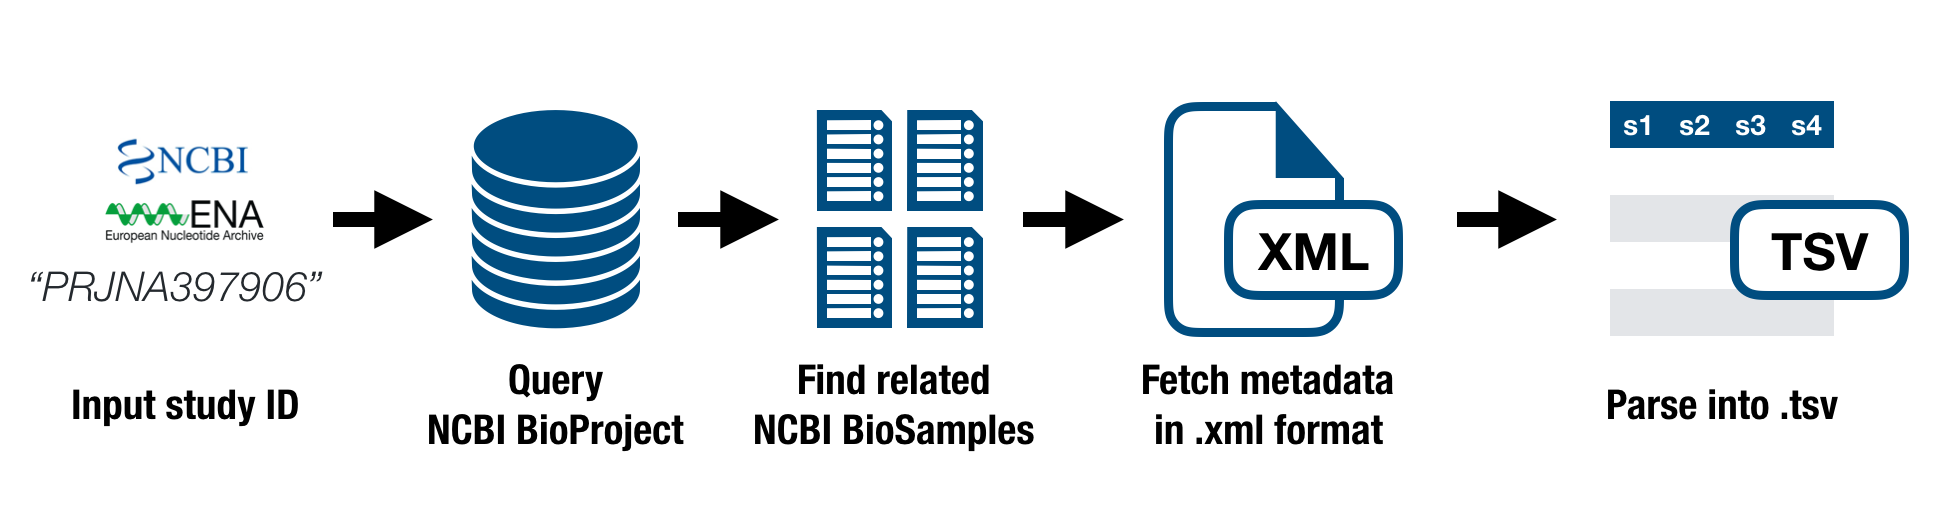 NCBI
ENA
European Nucleotide Archive
“PRJNA397906”
Input study ID
Query
NCBI BioProject
Find related
NCBI BioSamples
XML
Fetch metadata
in .xml format
s1 s2 s3 s4
TSV
Parse into .tsv